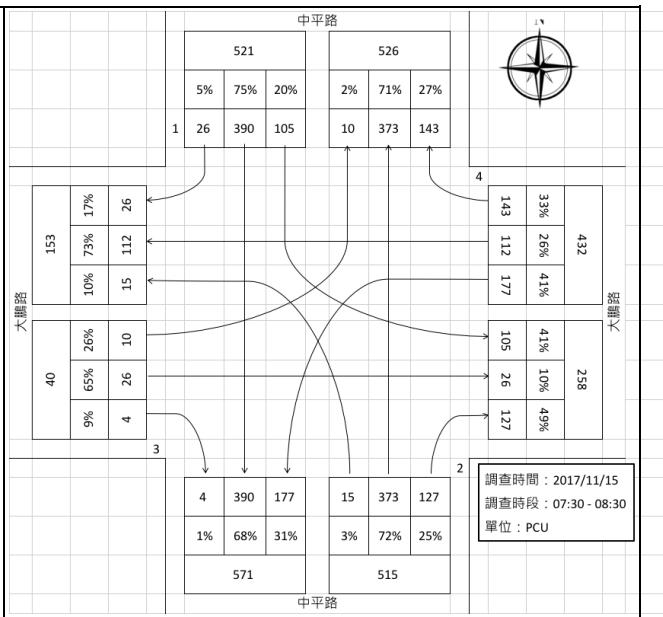 中平路
N
521
526
5% 75% 20%
2% 71% 27%
1
26 390 105
10 373 143
4
153
17% 26
73% 112
10% 15
143 33%
112 26%
177 41%
432
大鵬路
大鵬路
40
26% 10
65% 26
9% 4
105 41%
26 10%
127 49%
258
3
2
4 390 177
15 373 127
1% 68% 31%
3% 72% 25%
571
515
中平路
調查時間：2017/11/15
調查時段：07:30 - 08:30
單位：PCU